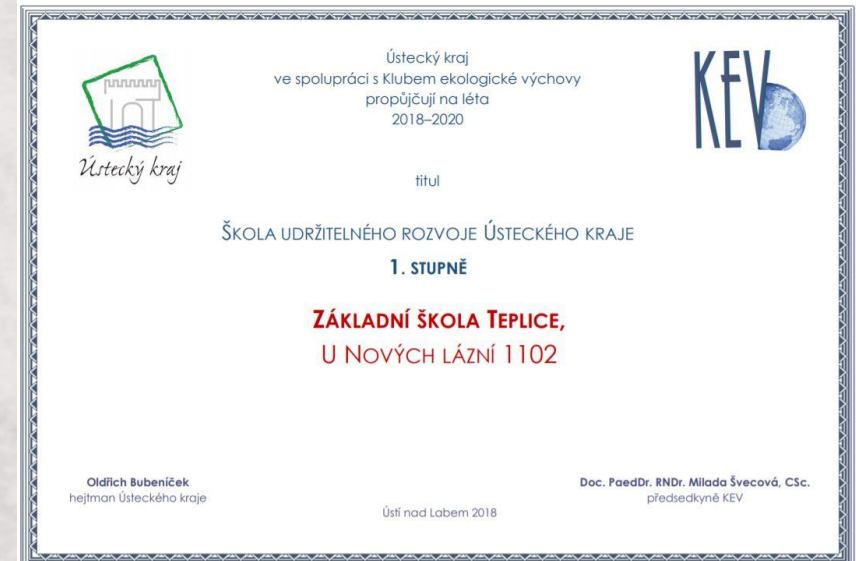 Ústecký kraj
ve spolupráci s Klubem ekologické výchovy
propůjčují na léta
2018–2020
Ústecký kraj
KEV
titul
ŠKOLA UDRŽITELNÉHO ROZVOJE ÚSTECKÉHO KRAJE
1. STUPNĚ
ZÁKLADNÍ ŠKOLA TEPLICE,
U NOVÝCH LÁZNÍ 1102
Oldřich Bubeníček
hejtman Ústeckého kraje
Doc. PaedDr. RNDr. Milada Švecová, CSc.
předsedkyně KEV
Ústí nad Labem 2018